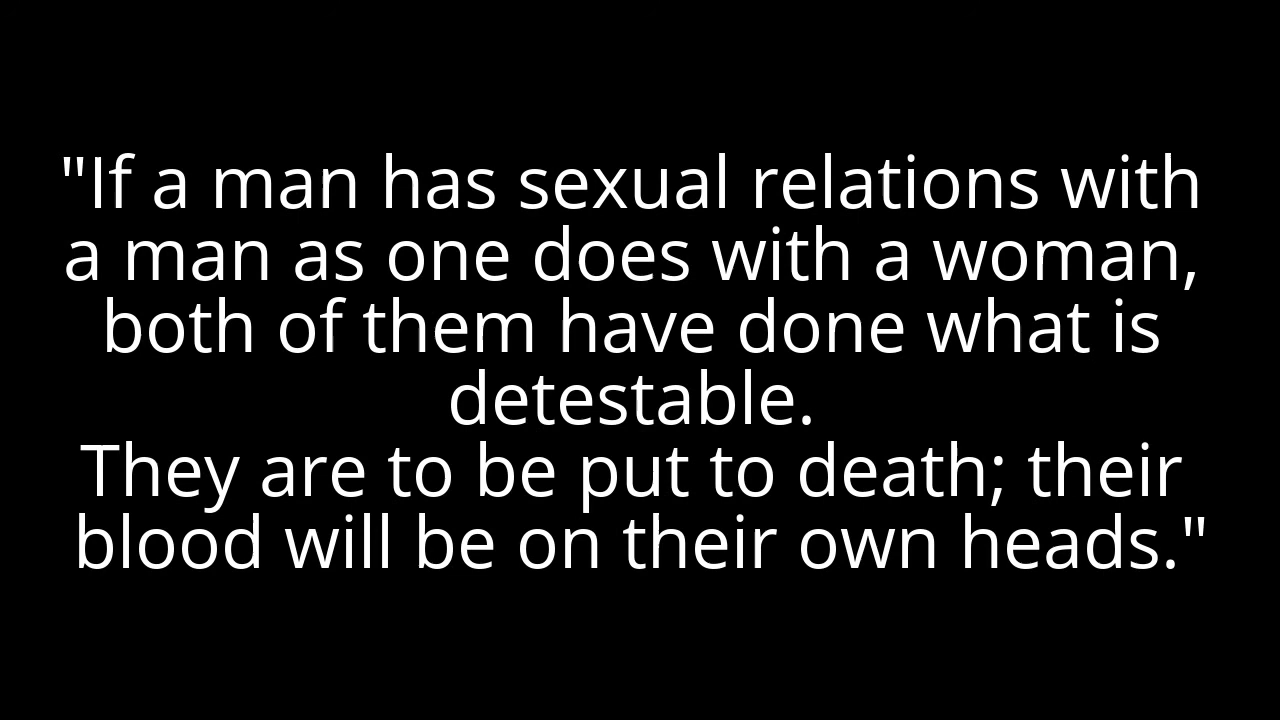 "If a man has sexual relations with
a man as one does with a woman,
both of them have done what is
detestable.
They are to be put to death; their
blood will be on their own heads."